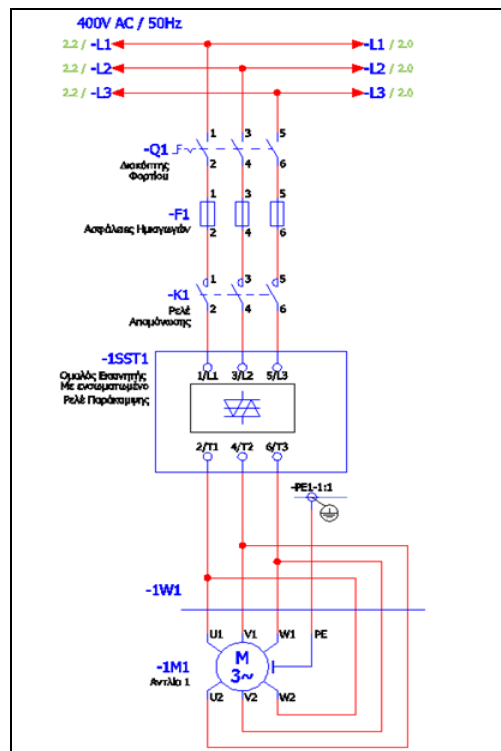 400V AC / 50Hz
2.2 / -L1 -L1 / 2.0
2.2 / -L2 -L2 / 2.0
2.2 / -L3 -L3 / 2.0
1 3 5
-Q1
2 4 6
Διακόπτης
Φορτίου
1 3 5
-F1
2 4 6
Ασφάλειες Ημιαγωγών
1 3 5
-K1
2 4 6
Ρελέ
Απομόνωσης
-1SST1
1/L1 3/L2 5/L3
Ομαλός Εκκινητής
Με ενσωματωμένο
Ρελέ Παράκαμψης
2/T1 4/T2 6/T3
-PE1-1:1
-1W1
U1 V1 W1 PE
-1M1
M
3~
Αντλία 1
U2 V2 W2